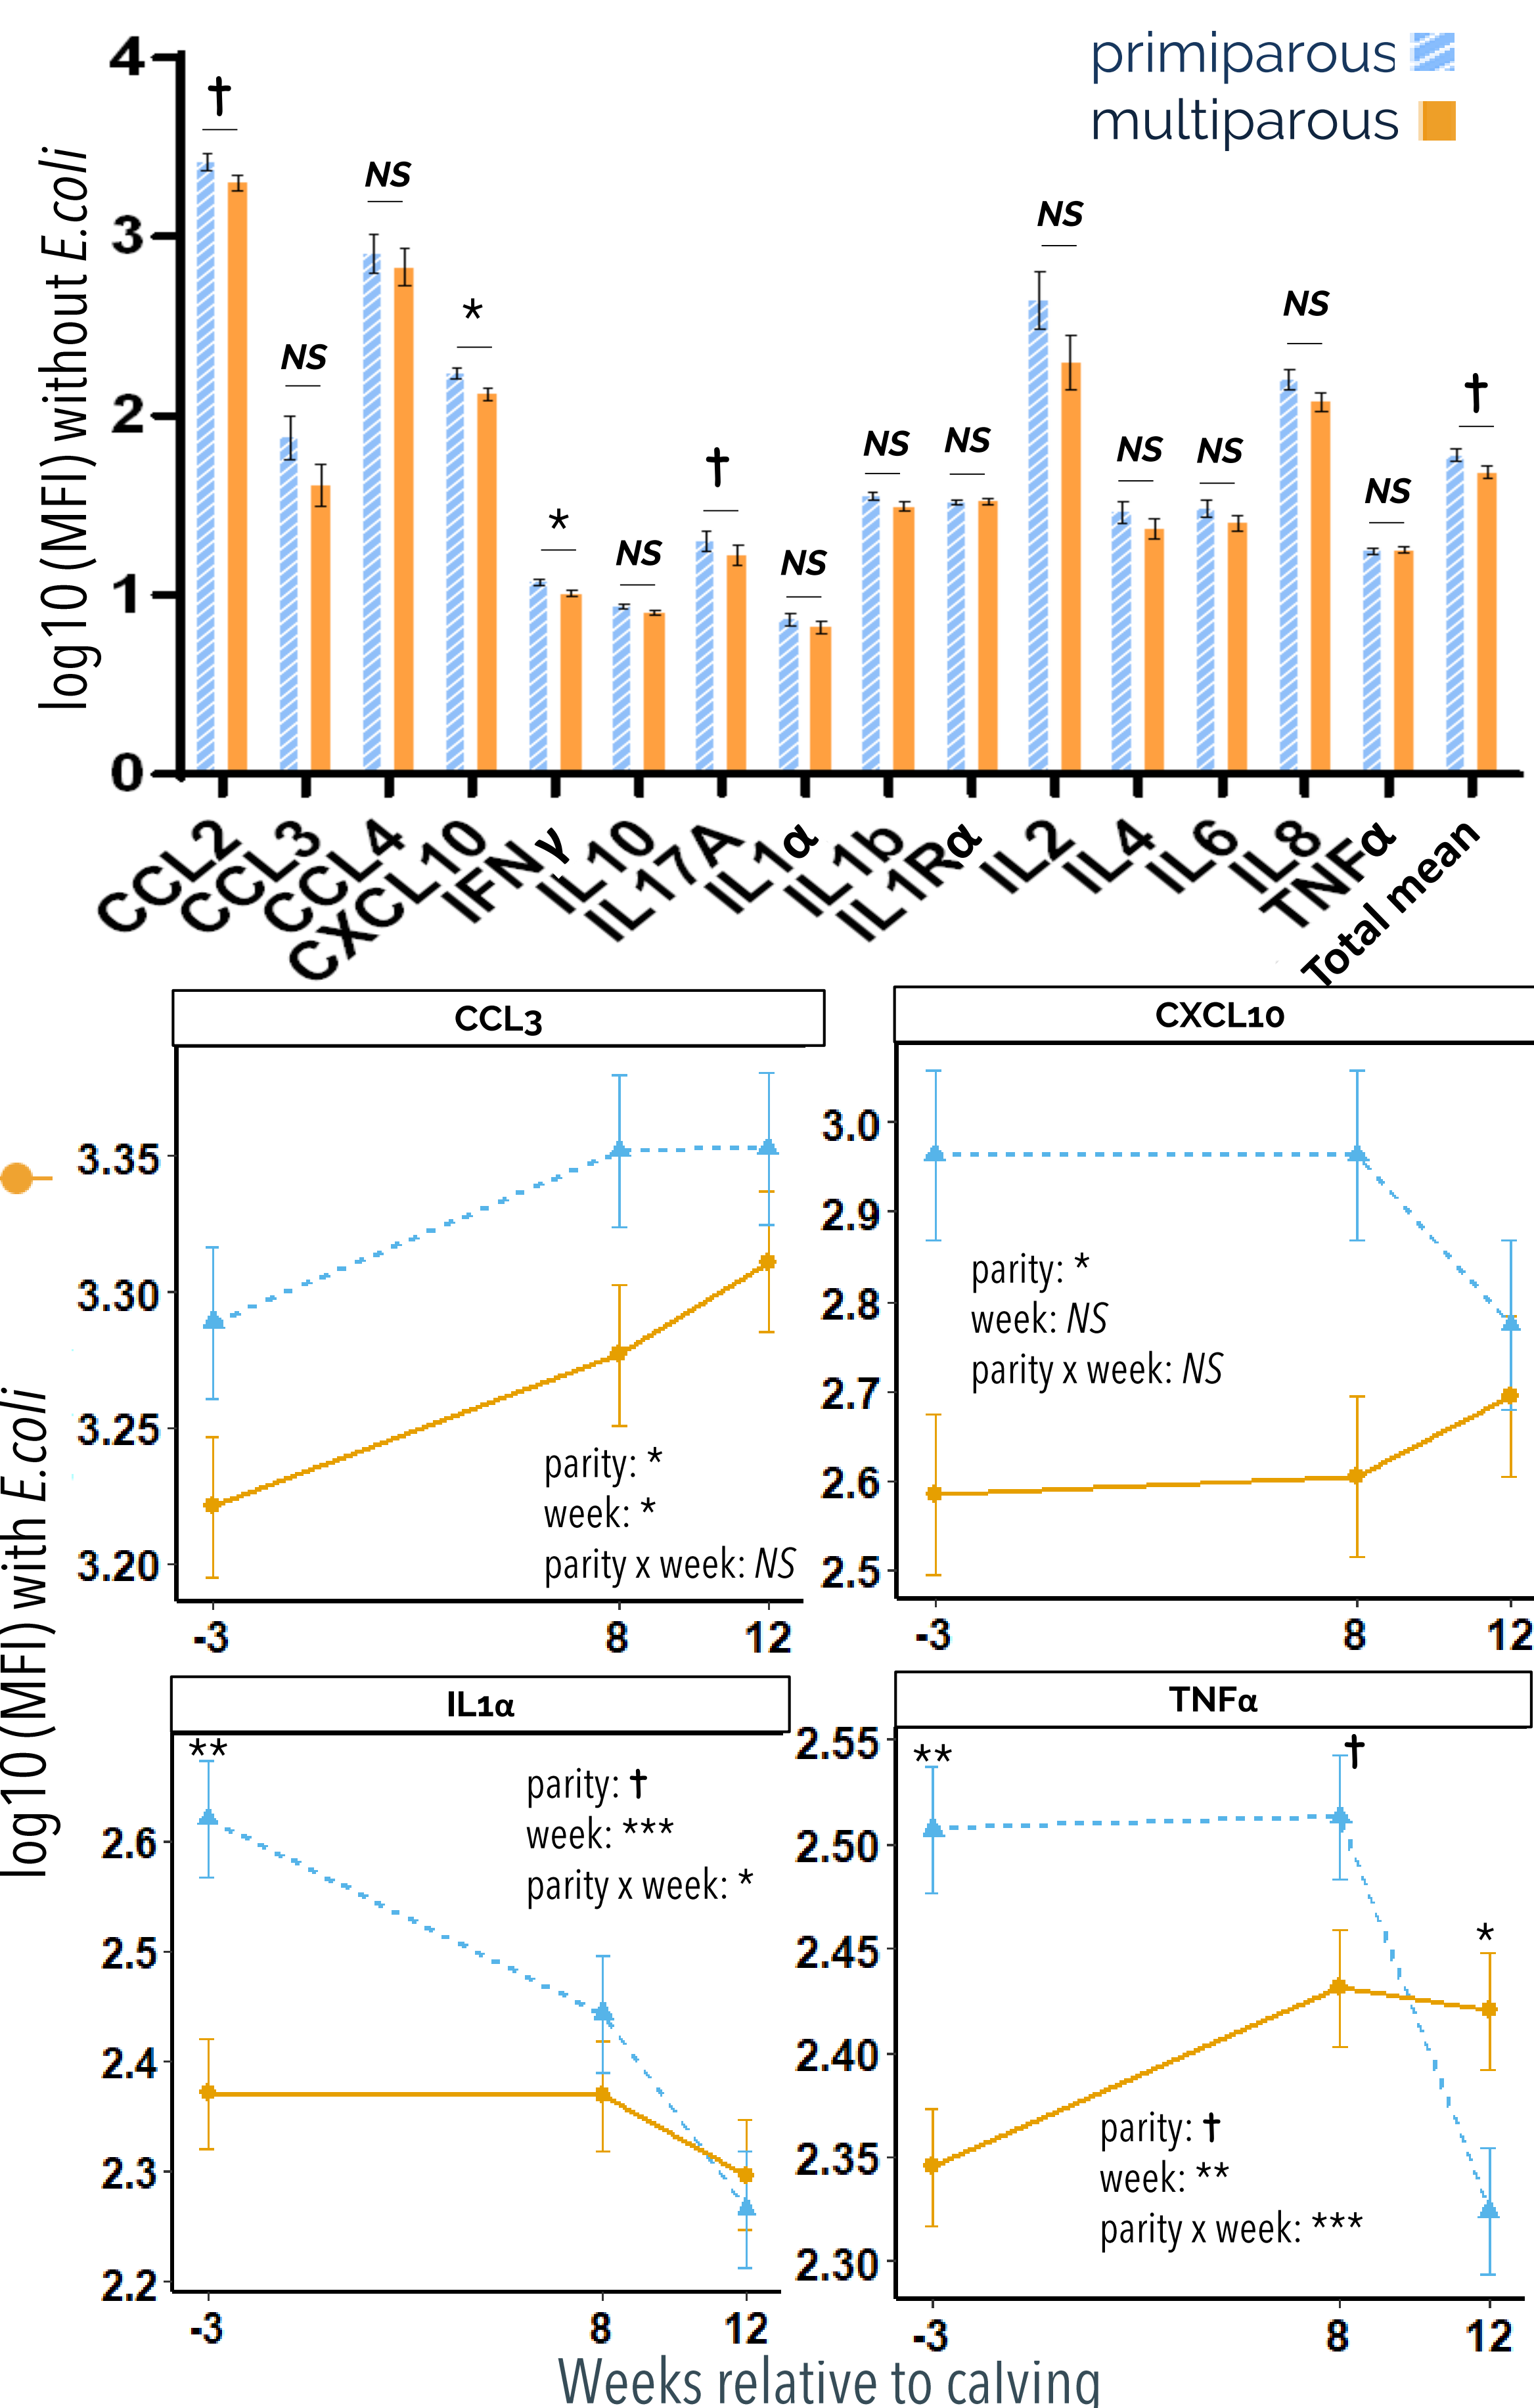 primiparous
multiparous
log10 (MFI) without E.coli
4
3
2
1
0
†
NS
NS
*
*
NS
†
NS
NS
NS
NS
NS
NS
NS
NS
†
CCL2
CCL3
CCL4
CXCL10
IFNγ
IL10
IL17A
IL1α
IL1b
IL1Rα
IL2
IL4
IL6
IL8
TNFα
Total mean
log10 (MFI) with E.coli
CCL3
3.35
3.30
3.25
3.20
parity: *
week: *
parity x week: NS
-3
8
12
CXCL10
3.0
2.9
2.8
2.7
2.6
2.5
parity: *
week: NS
parity x week: NS
-3
8
12
IL1α
**
2.6
2.5
2.4
2.3
2.2
parity: †
week: ***
parity x week: *
-3
8
12
TNFα
2.55
2.50
2.45
2.40
2.35
2.30
**
†
*
parity: †
week: **
parity x week: ***
-3
8
12
Weeks relative to calving